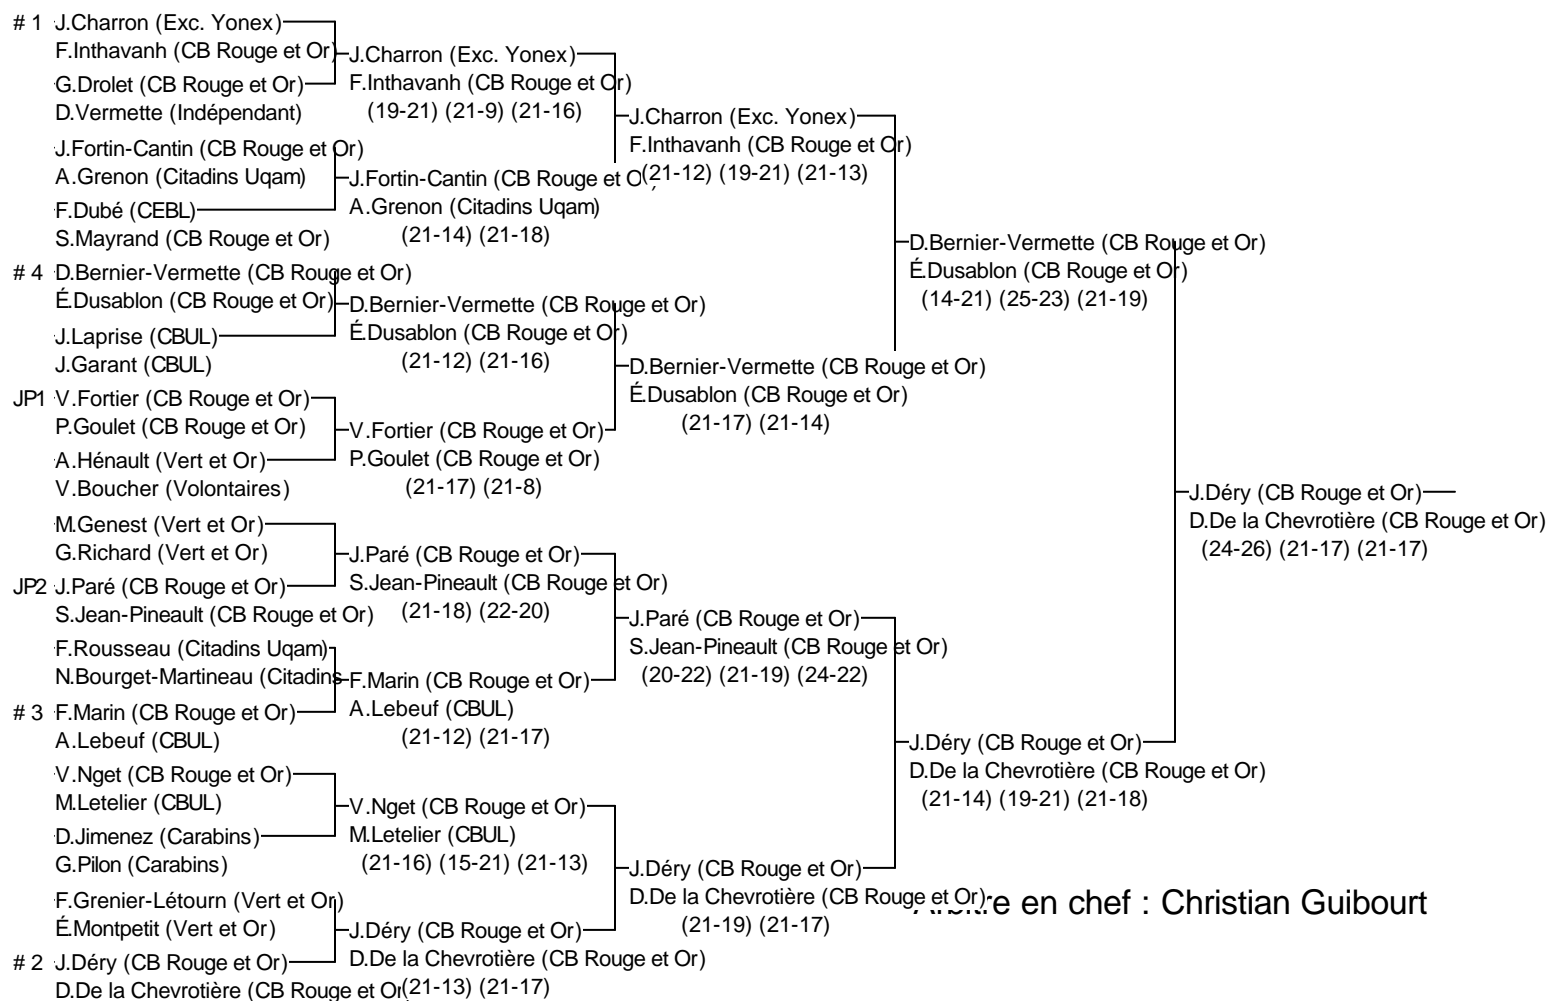 # 1 J.Charron (Exc. Yonex)
F.Inthavanh (CB Rouge et Or)
G.Drolet (CB Rouge et Or)
D.Vermette (Indépendant)
J.Fortin-Cantin (CB Rouge et Or)
A.Grenon (Citadins Uqam)
F.Dubé (CEBL)
S.Mayrand (CB Rouge et Or)
# 4 D.Bernier-Vermette (CB Rouge et Or)
É.Dusablon (CB Rouge et Or)
J.Laprise (CBUL)
J.Garant (CBUL)
JP1 V.Fortier (CB Rouge et Or)
P.Goulet (CB Rouge et Or)
A.Hénault (Vert et Or)
V.Boucher (Volontaires)
M.Genest (Vert et Or)
G.Richard (Vert et Or)
JP2 J.Paré (CB Rouge et Or)
S.Jean-Pineault (CB Rouge et Or)
F.Rousseau (Citadins Uqam)
N.Bourget-Martineau (Citadins
# 3 F.Marin (CB Rouge et Or)
A.Lebeuf (CBUL)
V.Nget (CB Rouge et Or)
M.Letelier (CBUL)
D.Jimenez (Carabins)
G.Pilon (Carabins)
F.Grenier-Létourn (Vert et Or)
É.Montpetit (Vert et Or)
# 2 J.Déry (CB Rouge et Or)
D.De la Chevrotière (CB Rouge et Or
J.Charron (Exc. Yonex)
F.Inthavanh (CB Rouge et Or)
(19-21) (21-9) (21-16)
J.Fortin-Cantin (CB Rouge et O
A.Grenon (Citadins Uqam)
(21-14) (21-18)
D.Bernier-Vermette (CB Rouge et Or)
É.Dusablon (CB Rouge et Or)
(21-12) (21-16)
V.Fortier (CB Rouge et Or)
P.Goulet (CB Rouge et Or)
(21-17) (21-8)
J.Paré (CB Rouge et Or)
S.Jean-Pineault (CB Rouge et Or)
(21-18) (22-20)
F.Marin (CB Rouge et Or)
A.Lebeuf (CBUL)
(21-12) (21-17)
V.Nget (CB Rouge et Or)
M.Letelier (CBUL)
(21-16) (15-21) (21-13)
J.Déry (CB Rouge et Or)
D.De la Chevrotière (CB Rouge et Or)
(21-13) (21-17)
J.Charron (Exc. Yonex)
F.Inthavanh (CB Rouge et Or)
(21-12) (19-21) (21-13)
D.Bernier-Vermette (CB Rouge et Or)
É.Dusablon (CB Rouge et Or)
(21-17) (21-14)
J.Paré (CB Rouge et Or)
S.Jean-Pineault (CB Rouge et Or)
(20-22) (21-19) (24-22)
J.Déry (CB Rouge et Or)
D.De la Chevrotière (CB Rouge et Or)
(21-19) (21-17)
D.Bernier-Vermette (CB Rouge et Or)
É.Dusablon (CB Rouge et Or)
(14-21) (25-23) (21-19)
J.Déry (CB Rouge et Or)
D.De la Chevrotière (CB Rouge et Or)
(21-14) (19-21) (21-18)
J.Déry (CB Rouge et Or)
D.De la Chevrotière (CB Rouge et Or)
(24-26) (21-17) (21-17)
Arbitre en chef : Christian Guibourt